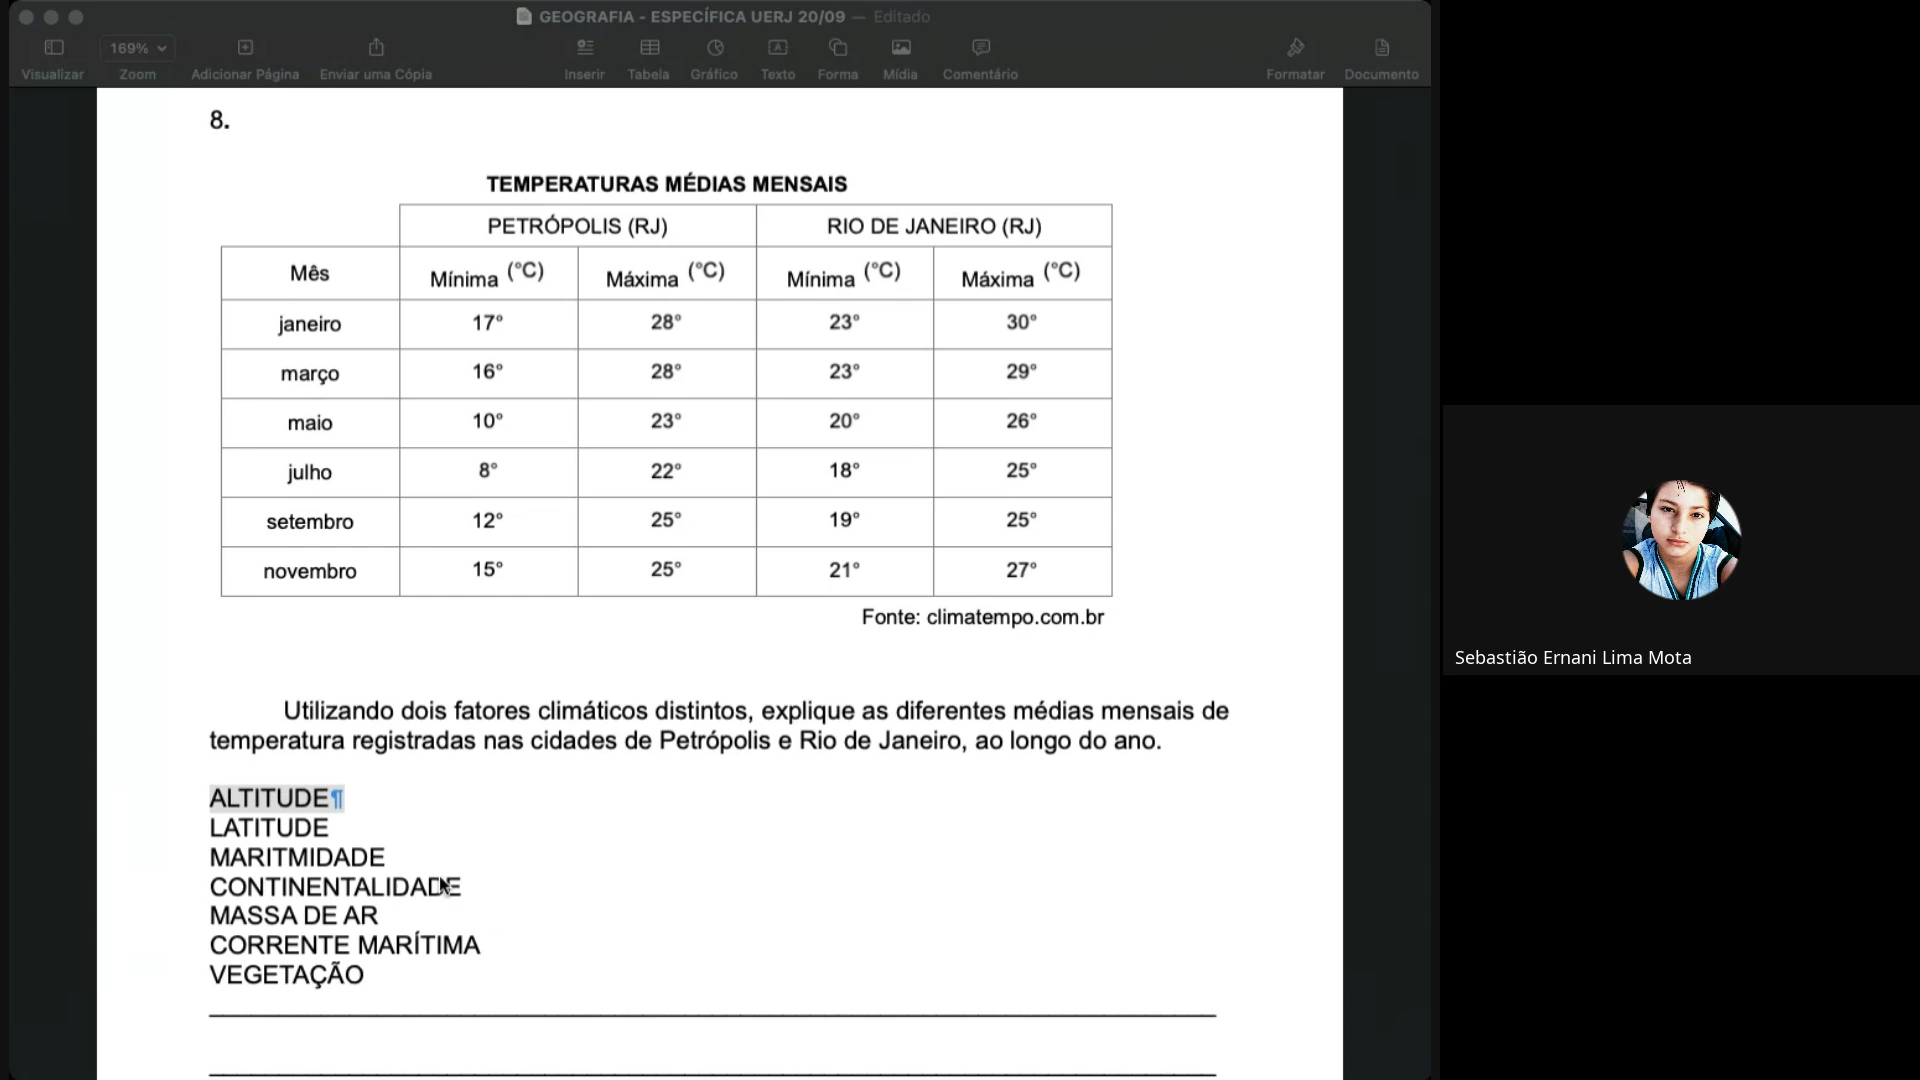 GEOGRAFIA - ESPECÍFICA UERJ 20/09 — Editado
169%
Visualizar Zoom Adicionar Página Enviar uma Cópia Inserir Tabela Gráfico Texto Forma Mídia Comentário Formatar Documento
8.
TEMPERATURAS MÉDIAS MENSAIS
PETRÓPOLIS (RJ) RIO DE JANEIRO (RJ)
Mês Mínima (°C) Máxima (°C) Mínima (°C) Máxima (°C)
janeiro 17° 28° 23° 30°
março 16° 28° 23° 29°
maio 10° 23° 20° 26°
julho 8° 22° 18° 25°
setembro 12° 25° 19° 25°
novembro 15° 25° 21° 27°
Fonte: climatempo.com.br
Utilizando dois fatores climáticos distintos, explique as diferentes médias mensais de
temperatura registradas nas cidades de Petrópolis e Rio de Janeiro, ao longo do ano.
ALTITUDE¶
LATITUDE
MARITMIDADE
CONTINENTALIDADE
MASSA DE AR
CORRENTE MARÍTIMA
VEGETAÇÃO
Sebastião Ernani Lima Mota